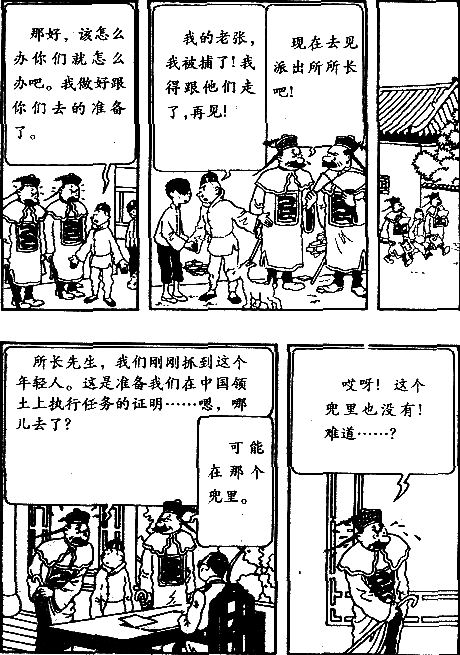 那好，该怎么
办你们就怎么
办吧。我做好跟
你们去的准备
了。
我的老张，
我被捕了！我
得跟他们走
了，再见！
现在去见
派出所所长
吧！
所长先生，我们刚刚抓到这个
年轻人。这是准备我们在中国领
土上执行任务的证明……嗯，哪
儿去了？
可能
在那个
兜里。
哎呀！这个
兜里也没有！
难道……？